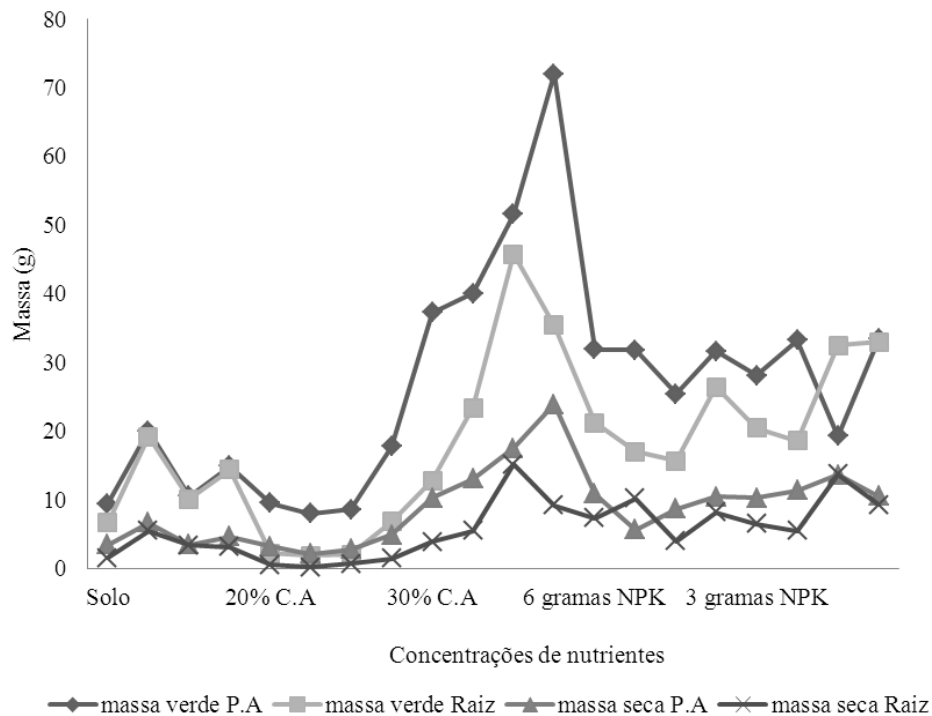 80
70
60
50
40
30
20
10
0
Massa (g)
Solo 20% C.A 30% C.A 6 gramas NPK 3 gramas NPK
Concentrações de nutrientes
massa verde P.A massa verde Raiz massa seca P.A massa seca Raiz